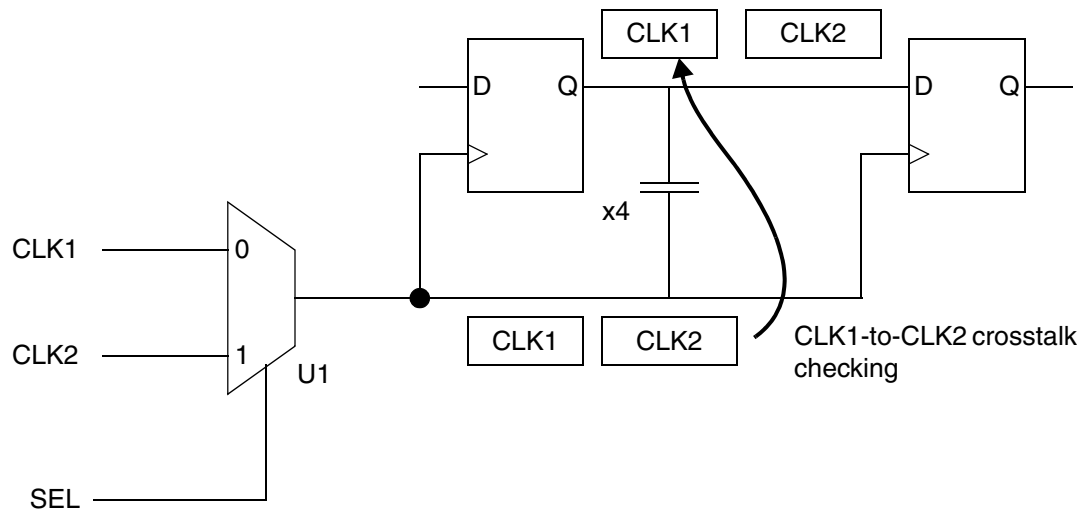 CLK1
CLK2
D
Q
D
Q
x4
CLK1
0
CLK1
CLK2
CLK1-to-CLK2 crosstalk
checking
CLK2
1
U1
SEL